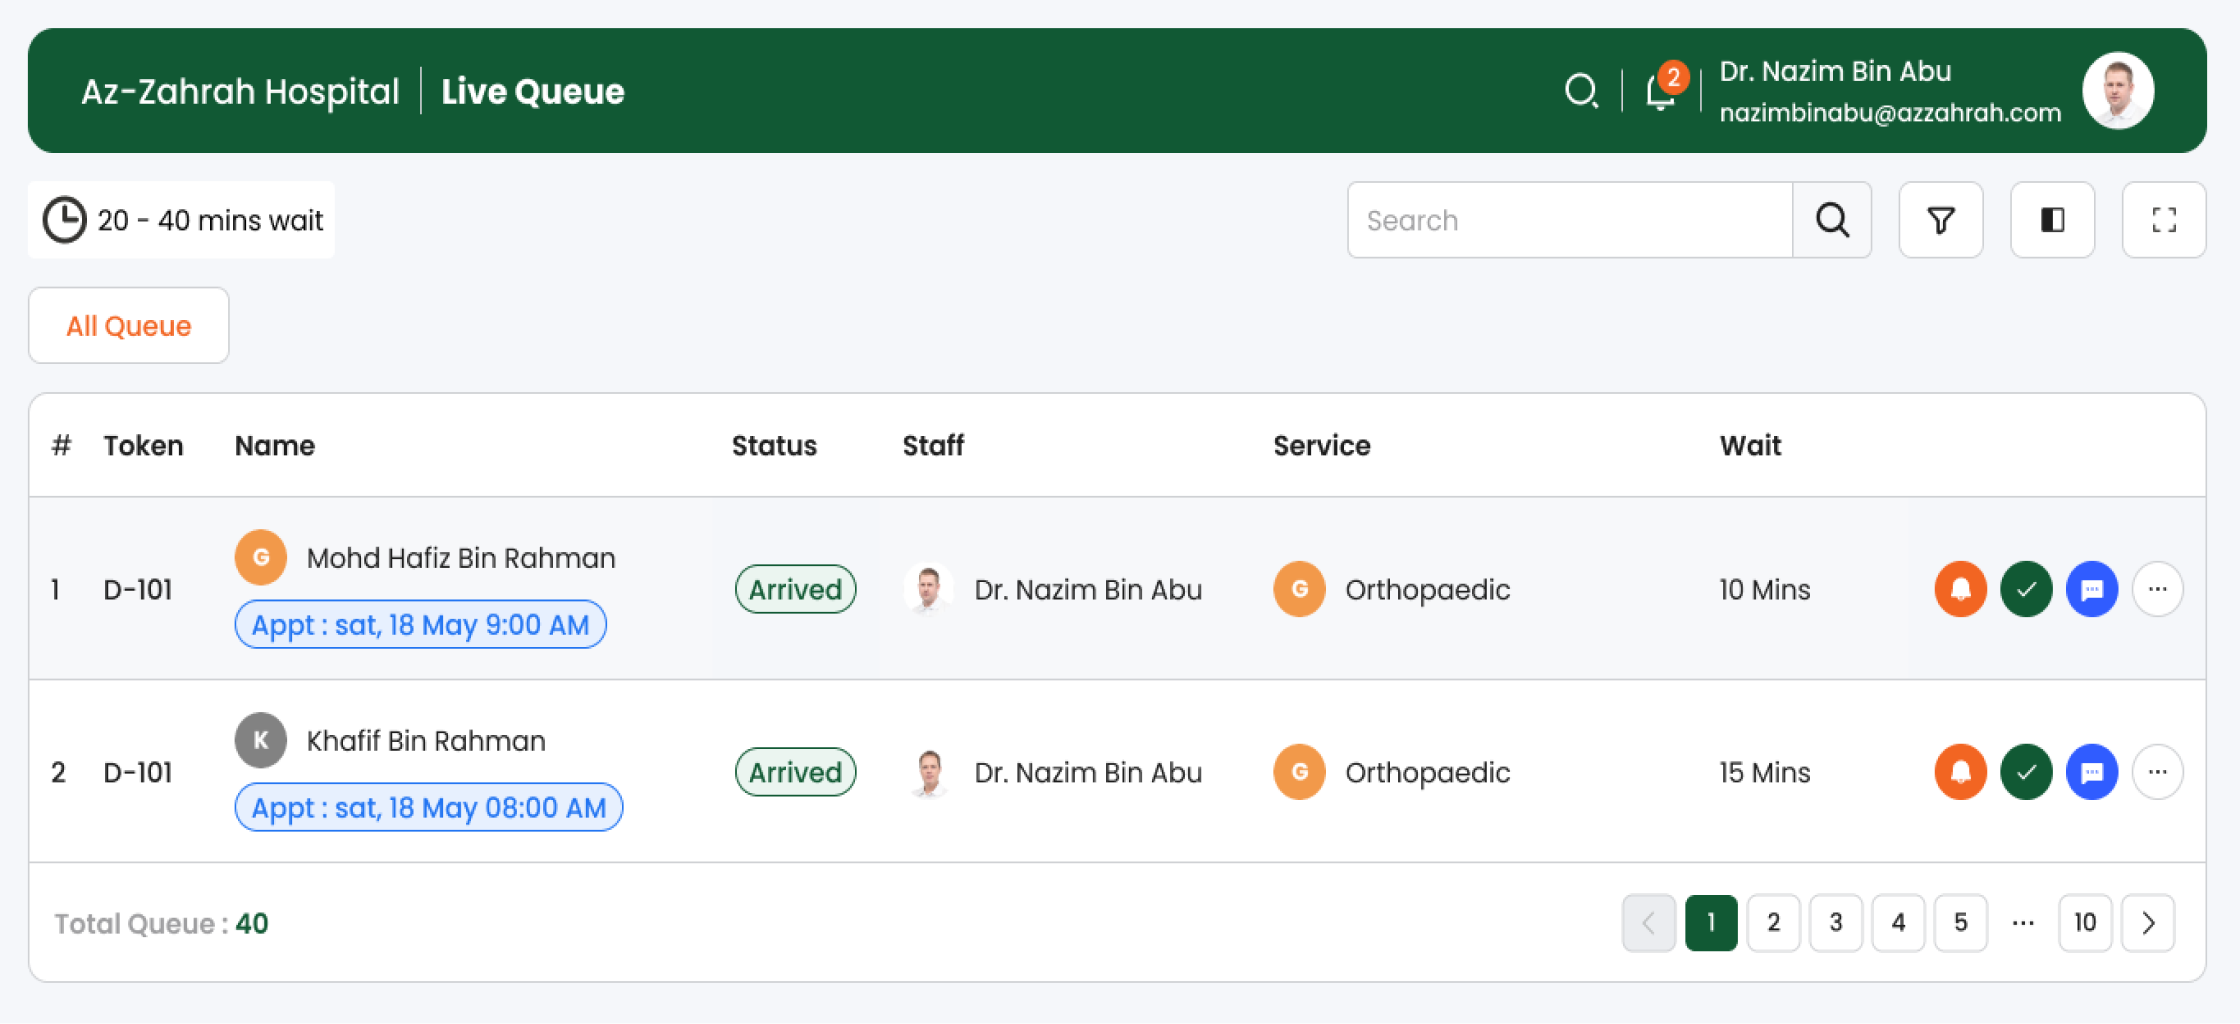 Az-Zahrah Hospital | Live Queue
2
Dr. Nazim Bin Abu
nazimbinabu@azzahrah.com
20 - 40 mins wait
Search
All Queue
# Token Name Status Staff Service Wait
1 D-101 G Mohd Hafiz Bin Rahman Arrived Dr. Nazim Bin Abu G Orthopaedic 10 Mins
Appt : sat, 18 May 9:00 AM
2 D-101 K Khafif Bin Rahman Arrived Dr. Nazim Bin Abu G Orthopaedic 15 Mins
Appt : sat, 18 May 08:00 AM
Total Queue : 40
1 2 3 4 5 ... 10